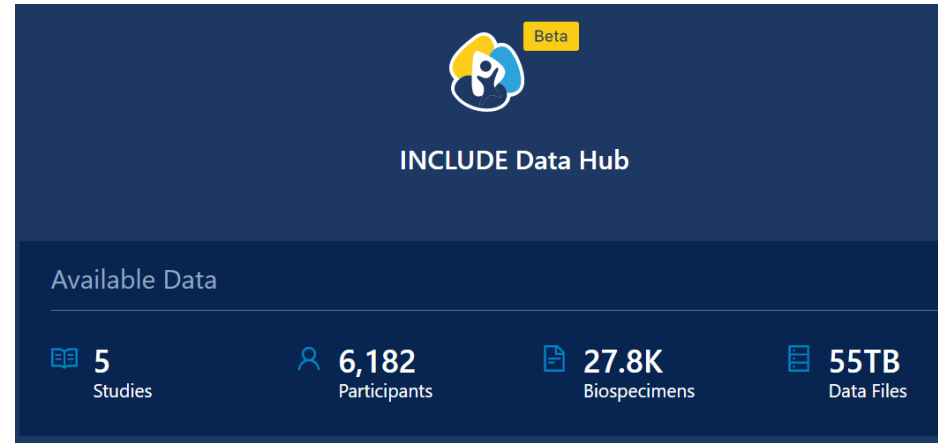 Beta
INCLUDE Data Hub
Available Data
5
Studies
6,182
Participants
27.8K
Biospecimens
55TB
Data Files